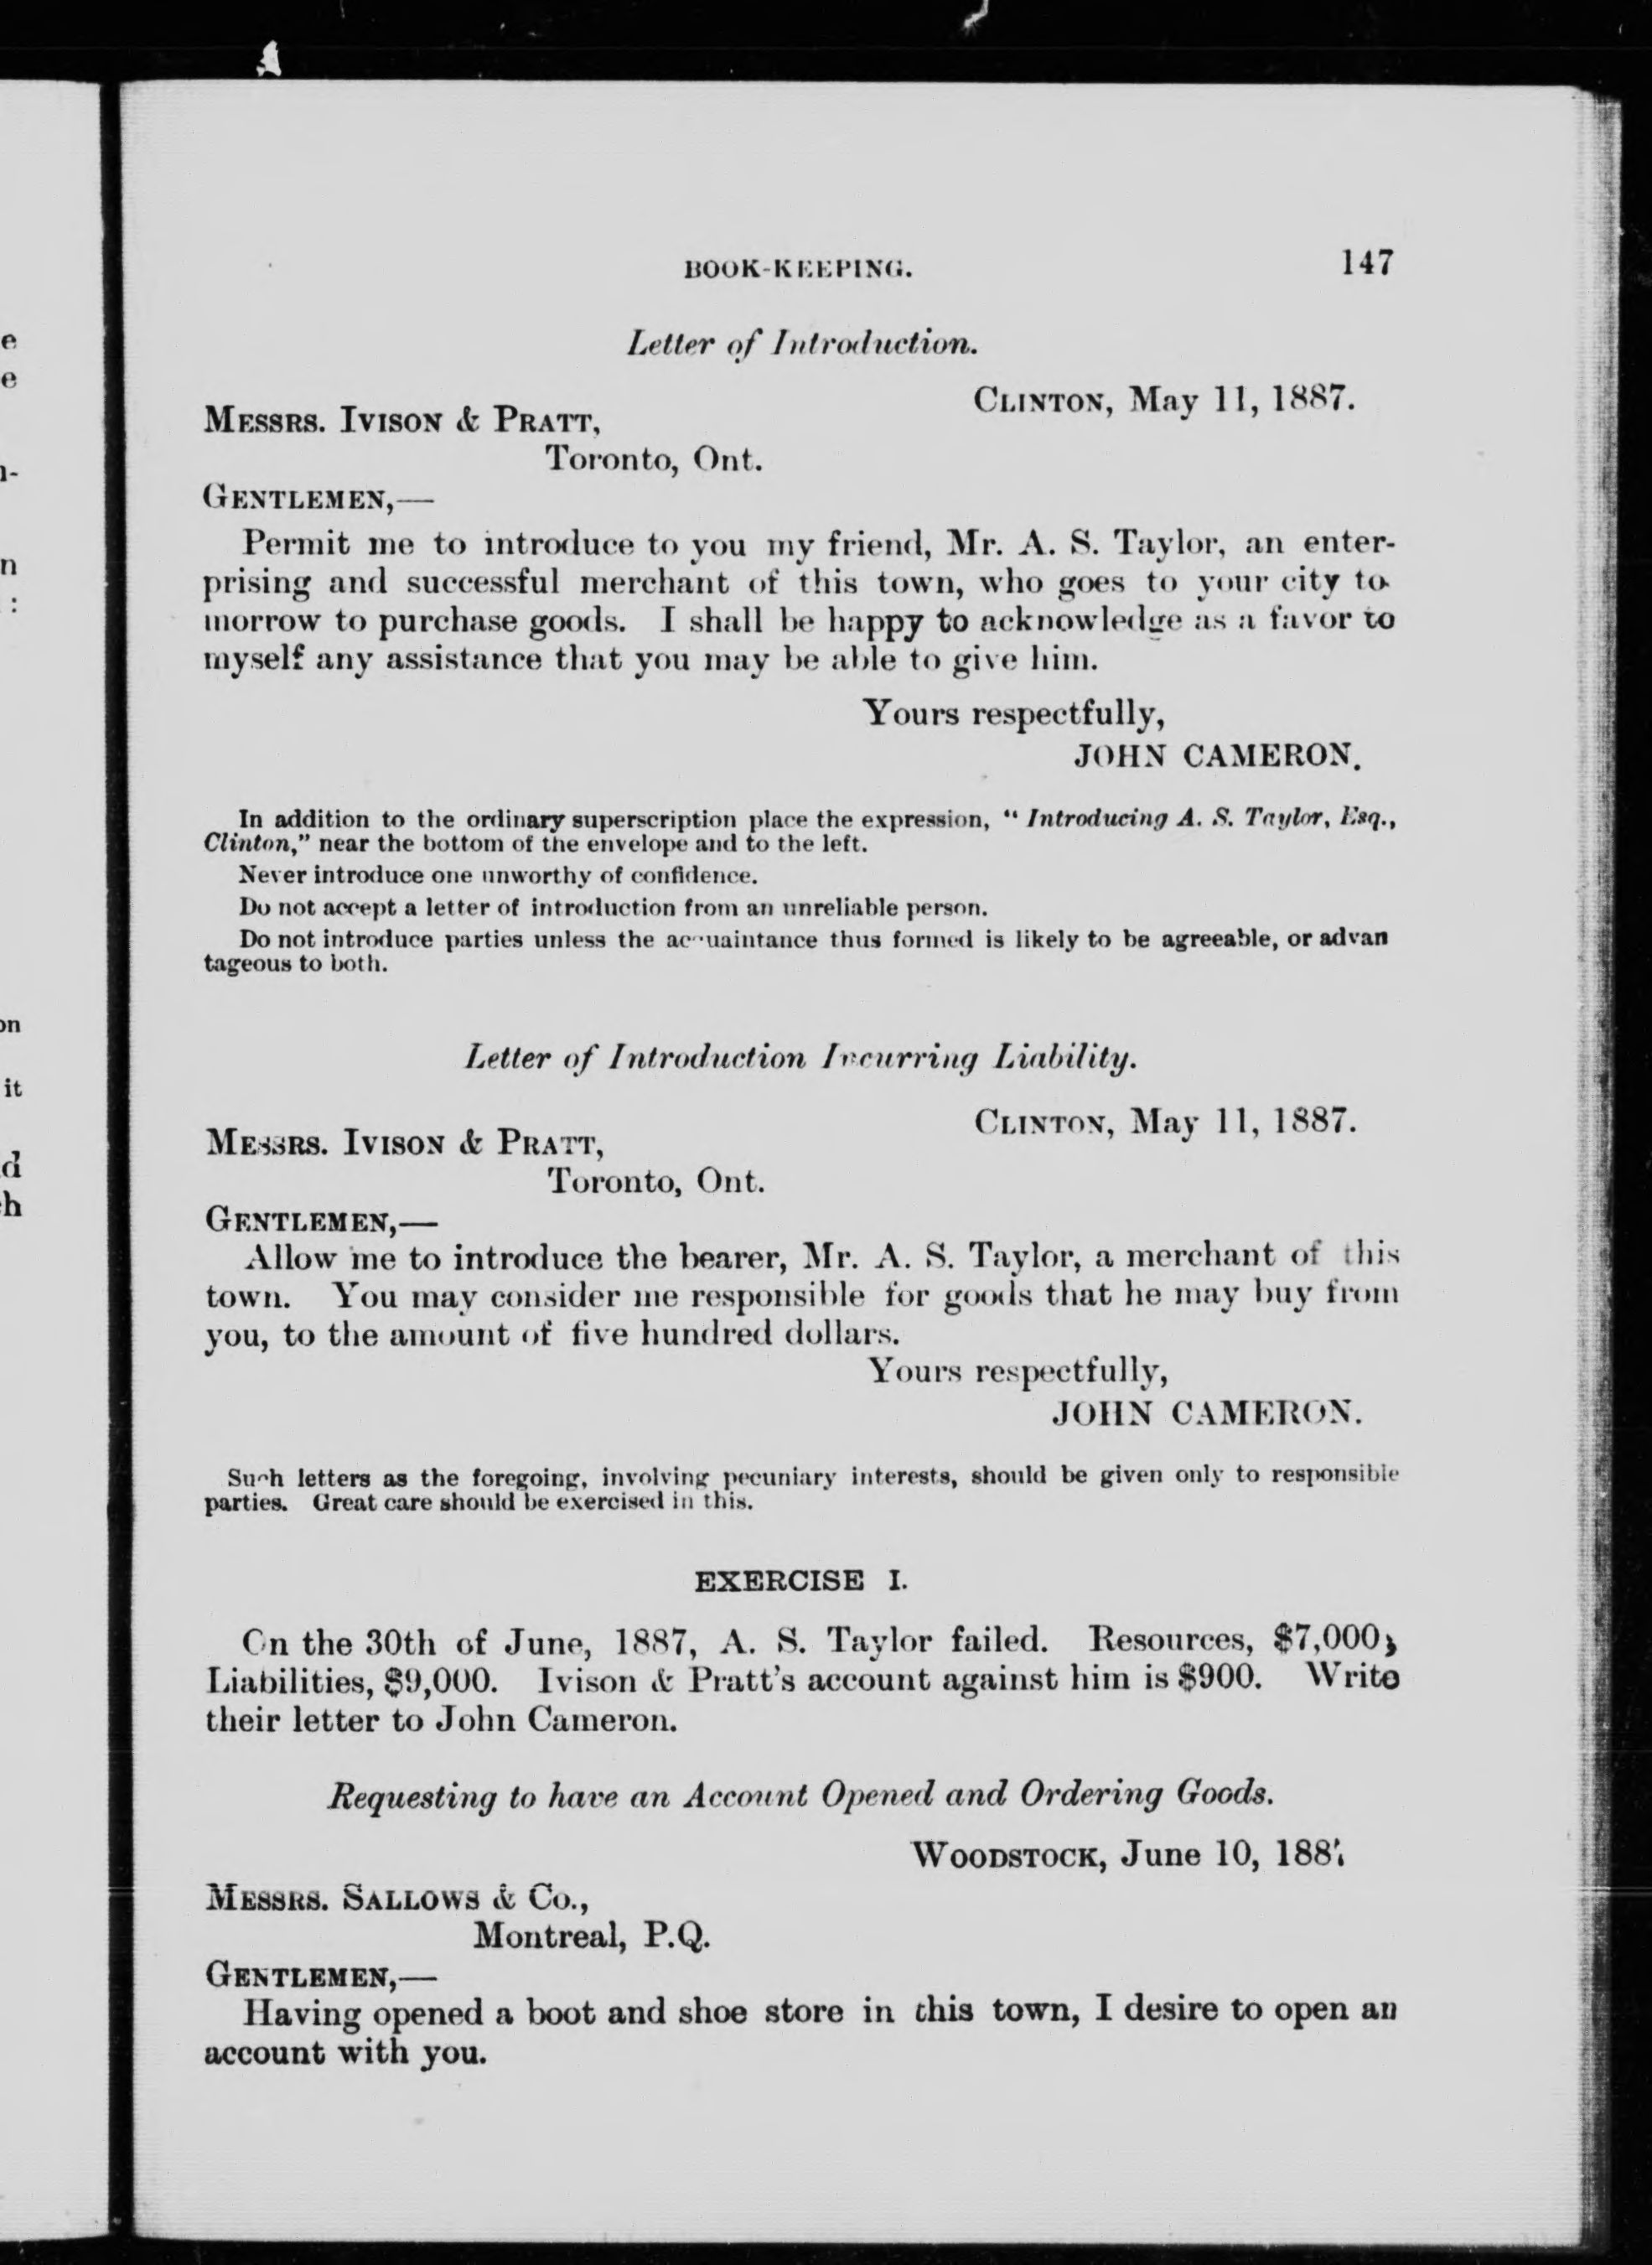 BOOK-KEEPING. 147
Letter of Introduction.
CLINTON, May 11, 1887.
MESSRS. IVISON & PRATT,
Toronto, Ont.
GENTLEMEN,—
Permit me to introduce to you my friend, Mr. A. S. Taylor, an enter-
prising and successful merchant of this town, who goes to your city to-
morrow to purchase goods. I shall be happy to acknowledge as a favor to
myself any assistance that you may be able to give him.
Yours respectfully,
JOHN CAMERON.
In addition to the ordinary superscription place the expression, "Introducing A. S. Taylor, Esq.,
Clinton," near the bottom of the envelope and to the left.
Never introduce one unworthy of confidence.
Do not accept a letter of introduction from an unreliable person.
Do not introduce parties unless the acquaintance thus formed is likely to be agreeable, or advan
tageous to both.
Letter of Introduction Incurring Liability.
CLINTON, May 11, 1887.
MESSRS. IVISON & PRATT,
Toronto, Ont.
GENTLEMEN,—
Allow me to introduce the bearer, Mr. A. S. Taylor, a merchant of this
town. You may consider me responsible for goods that he may buy from
you, to the amount of five hundred dollars.
Yours respectfully,
JOHN CAMERON.
Such letters as the foregoing, involving pecuniary interests, should be given only to responsible
parties. Great care should be exercised in this.
EXERCISE I.
On the 30th of June, 1887, A. S. Taylor failed. Resources, $7,000;
Liabilities, $9,000. Ivison & Pratt's account against him is $900. Write
their letter to John Cameron.
Requesting to have an Account Opened and Ordering Goods.
WOODSTOCK, June 10,
MESSRS. SALLOWS & Co.,
Montreal, P.Q.
GENTLEMEN,—
Having opened a boot and shoe store in this town, I desire to open an
account with you.